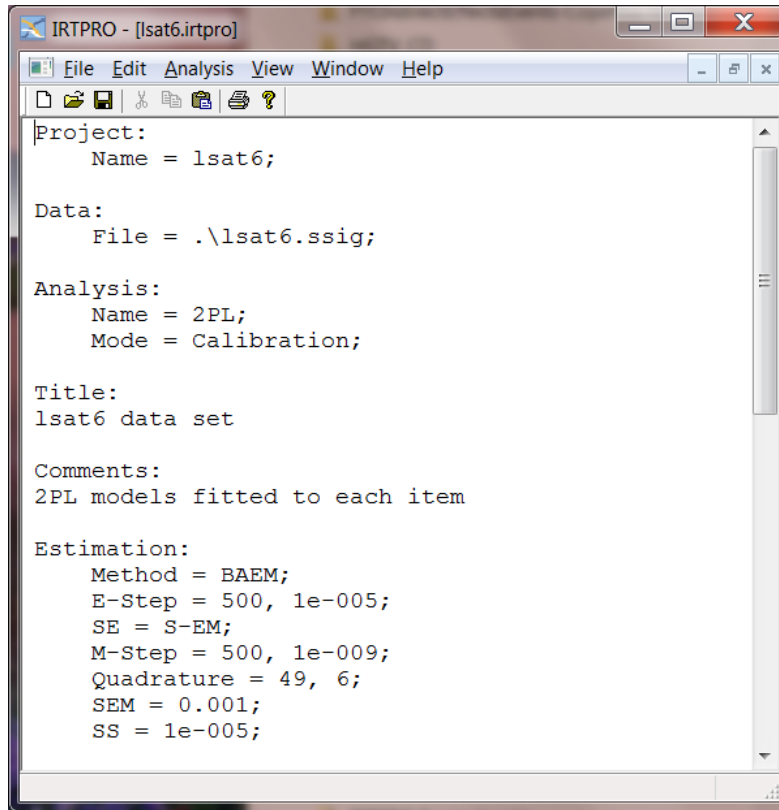 IRTPRO - [lsat6.irtpro]
File Edit Analysis View Window Help
Project:
    Name = lsat6;

Data:
    File = .\lsat6.ssig;

Analysis:
    Name = 2PL;
    Mode = Calibration;

Title:
lsat6 data set

Comments:
2PL models fitted to each item

Estimation:
    Method = BAEM;
    E-Step = 500, 1e-005;
    SE = S-EM;
    M-Step = 500, 1e-009;
    Quadrature = 49, 6;
    SEM = 0.001;
    SS = 1e-005;